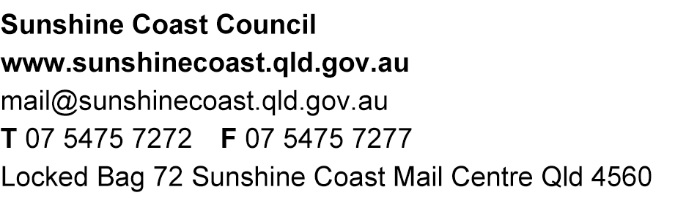 Sunshine Coast Council
www.sunshinecoast.qld.gov.au
mail@sunshinecoast.qld.gov.au
T 07 5475 7272 F 07 5475 7277
Locked Bag 72 Sunshine Coast Mail Centre Qld 4560